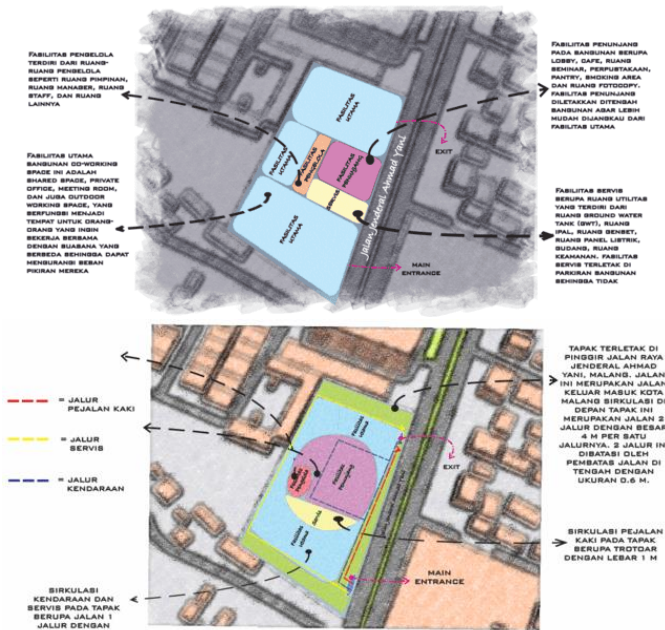 FASILITAS PENGELOLA
TERDIRI DARI RUANG-
RUANG PENGELOLA
SEPERTI RUANG PIMPINAN,
RUANG MANAGER, RUANG
STAFF, DAN RUANG
LAINNYA
FASILITAS UTAMA
BANGUNAN CO-WORKING
SPACE INI ADALAH
SHARED SPACE, PRIVATE
OFFICE, MEETING ROOM,
DAN JUGA OUTDOOR
WORKING SPACE, YANG
BERFUNGSI MENJADI
TEMPAT UNTUK ORANG-
ORANG YANG INGIN
BEKERJA BERSAMA
DENGAN SUASANA YANG
BERBEDA SEHINGGA DAPAT
MENGURANGI BEBAN
PIKIRAN MEREKA
FASILITAS UTAMA
FASILITAS UTAMA
FASILITAS PENGELOLA
FASILITAS PENUNJANG
SERVIS
FASILITAS UTAMA
Jalan Jenderal Ahmad Yani
EXIT
MAIN
ENTRANCE
FASILITAS PENUNJANG
PADA BANGUNAN BERUPA
LOBBY, CAFE, RUANG
SEMINAR, PERPUSTAKAAN,
PANTRY, SMOKING AREA
DAN RUANG FOTOCOPY.
FASILITAS PENUNJANG
DILETAKKAN DITENGAH
BANGUNAN AGAR LEBIH
MUDAH DIJANGKAU DARI
FASILITAS UTAMA
FASILITAS SERVIS
BERUPA RUANG UTILITAS
YANG TERDIRI DARI
RUANG GROUND WATER
TANK (GWT), RUANG
IPAL, RUANG GENSET,
RUANG PANEL LISTRIK,
GUDANG, RUANG
KEAMANAN. FASILITAS
SERVIS TERLETAK DI
PARKIRAN BANGUNAN
SEHINGGA TIDAK
= JALUR
PEJALAN KAKI
= JALUR
SERVIS
= JALUR
KENDARAAN
SIRKULASI
KENDARAAN DAN
SERVIS PADA TAPAK
BERUPA JALAN 1
JALUR DENGAN
Fasilitas Utama
Fasilitas Pengelola
Fasilitas Penunjang
Servis
Fasilitas Utama
EXIT
MAIN
ENTRANCE
TAPAK TERLETAK DI
PINGGIR JALAN RAYA
JENDERAL AHMAD
YANI, MALANG. JALAN
INI MERUPAKAN JALAN
KELUAR MASUK KOTA
MALANG SIRKULASI DI
DEPAN TAPAK INI
MERUPAKAN JALAN 2
JALUR DENGAN BESAR
4 M PER SATU
JALURNYA. 2 JALUR INI
DIBATASI OLEH
PEMBATAS JALAN DI
TENGAH DENGAN
UKURAN 0.6 M.
SIRKULASI PEJALAN
KAKI PADA TAPAK
BERUPA TROTOAR
DENGAN LEBAR 1 M